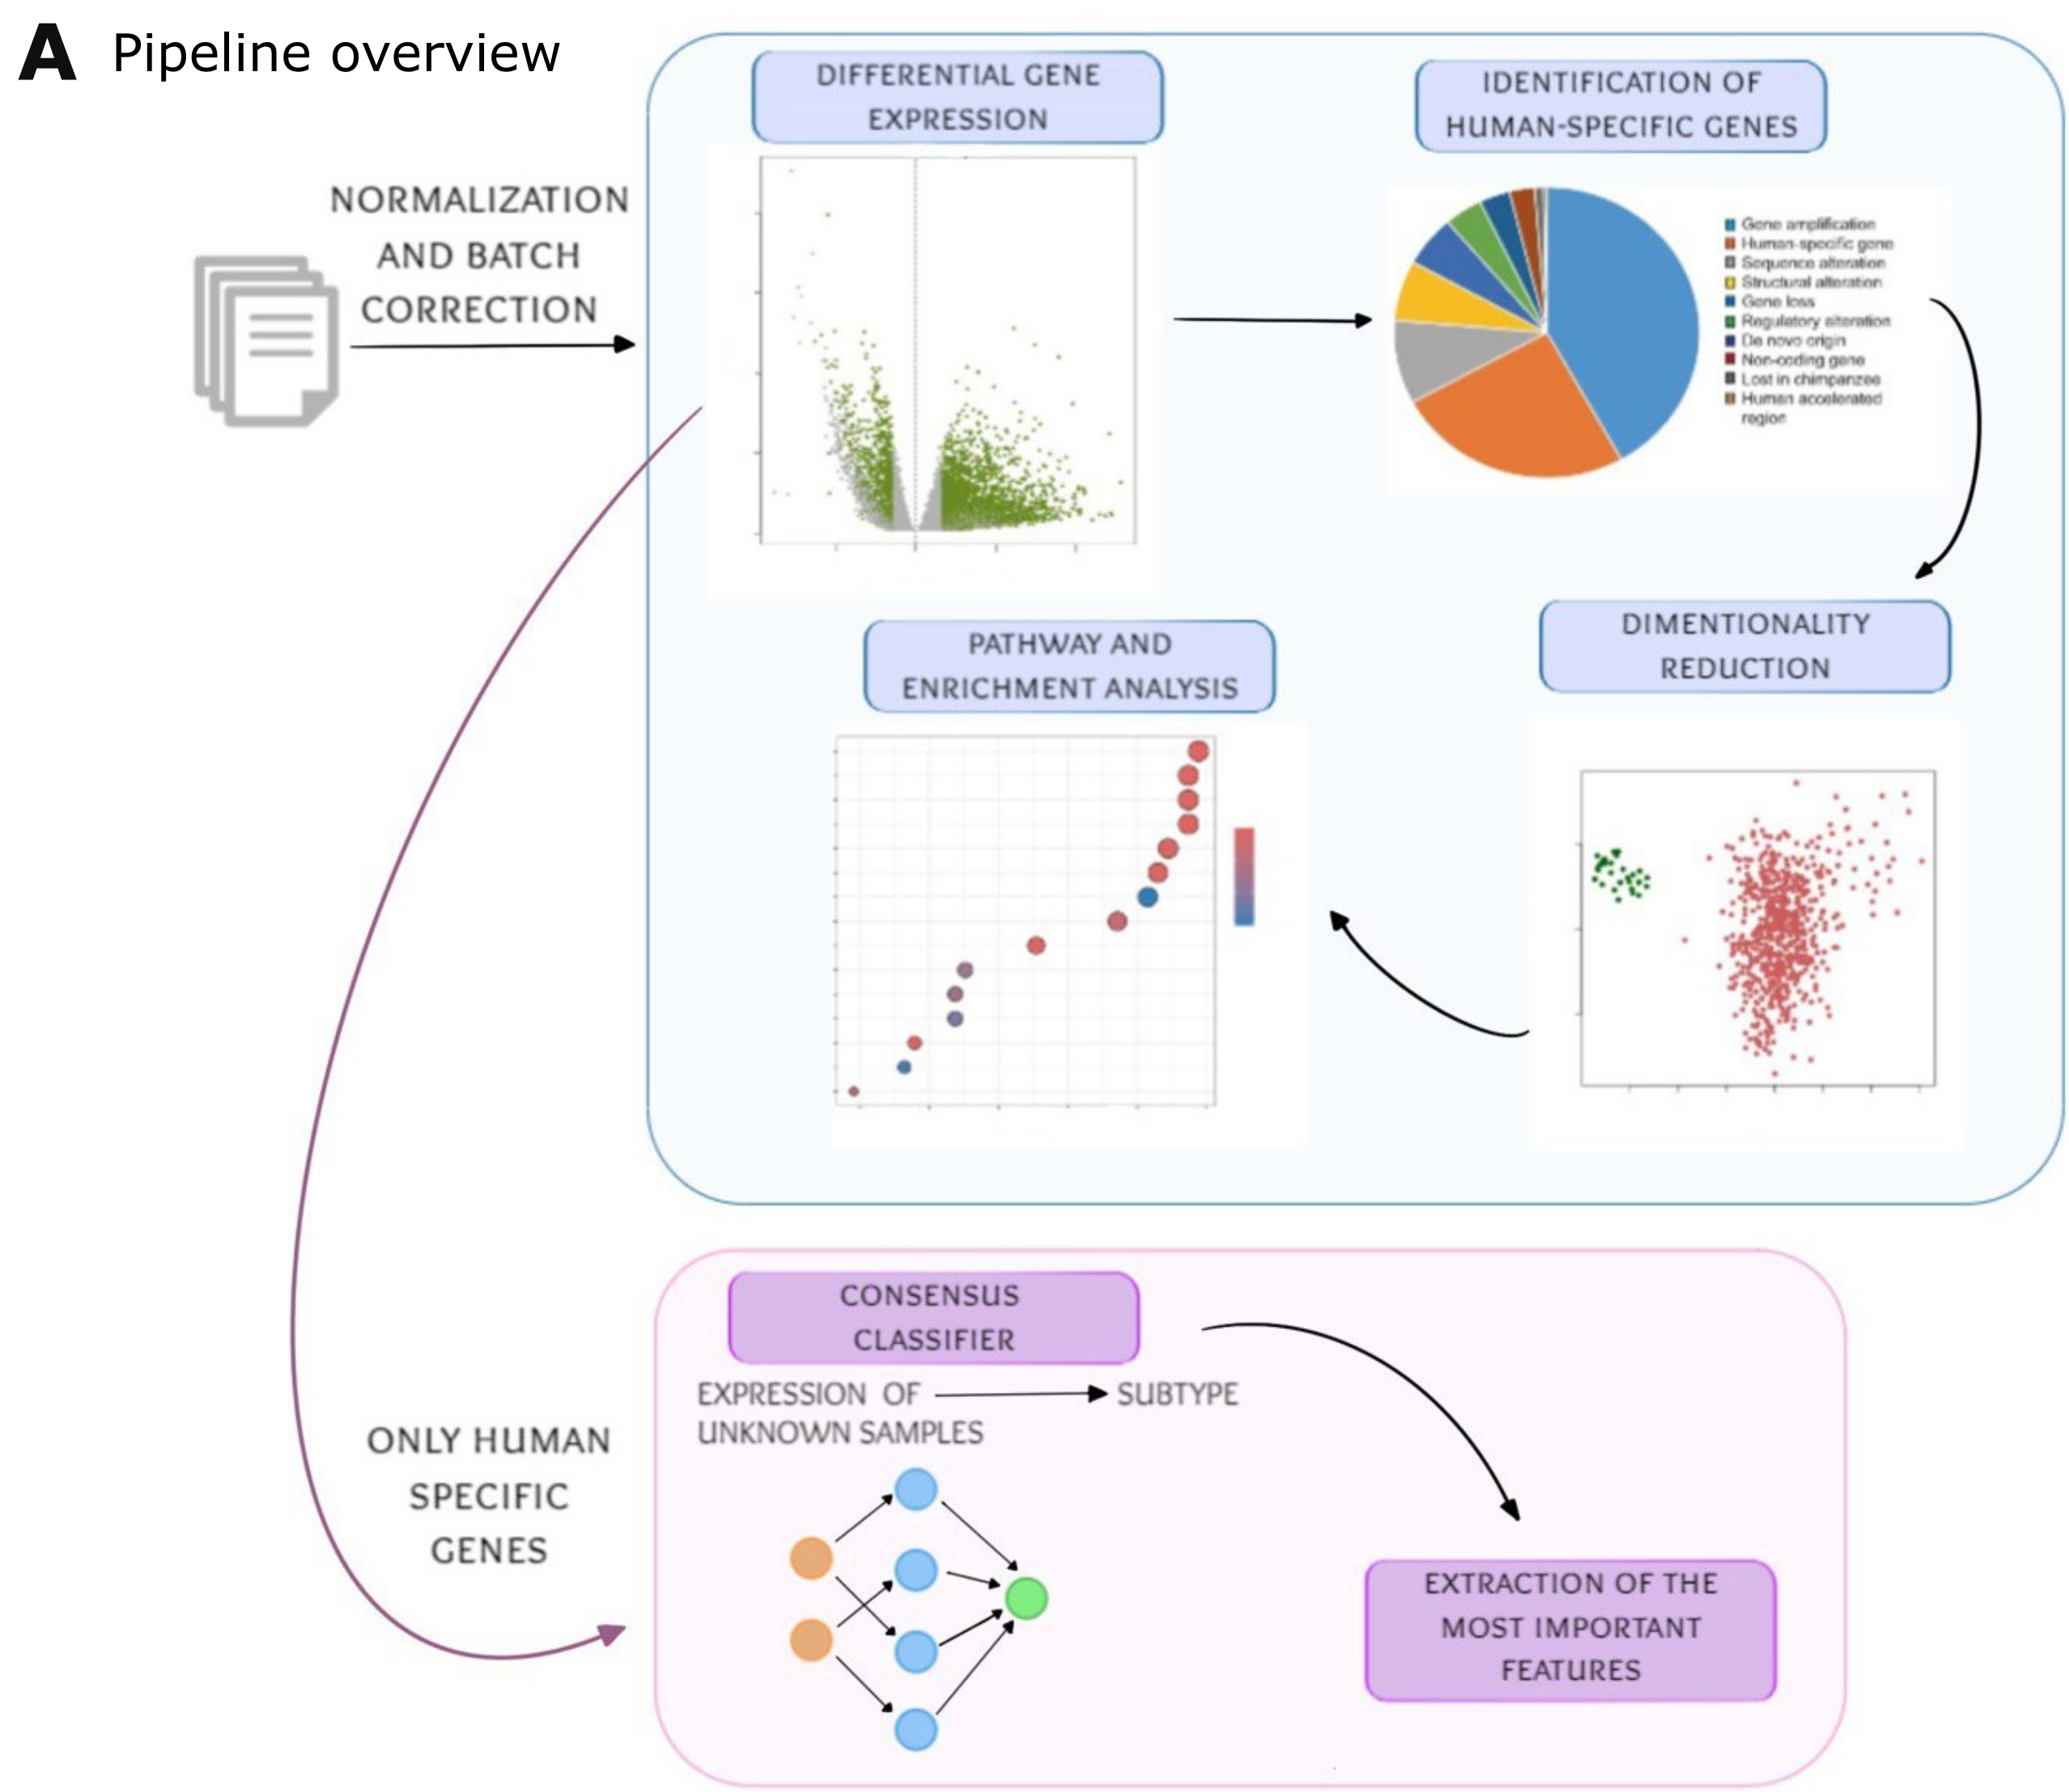 A Pipeline overview
NORMALIZATION
AND BATCH
CORRECTION
DIFFERENTIAL GENE
EXPRESSION
IDENTIFICATION OF
HUMAN-SPECIFIC GENES
Gene amplification
Human-specific gene
Sequence alteration
Structural alteration
Gene loss
Regulatory alteration
De novo origin
Non-coding gene
Lost in chimpanzee
Human accelerated
region
PATHWAY AND
ENRICHMENT ANALYSIS
DIMENTIONALITY
REDUCTION
ONLY HUMAN
SPECIFIC
GENES
CONSENSUS
CLASSIFIER
EXPRESSION OF
UNKNOWN SAMPLES
SUBTYPE
EXTRACTION OF THE
MOST IMPORTANT
FEATURES